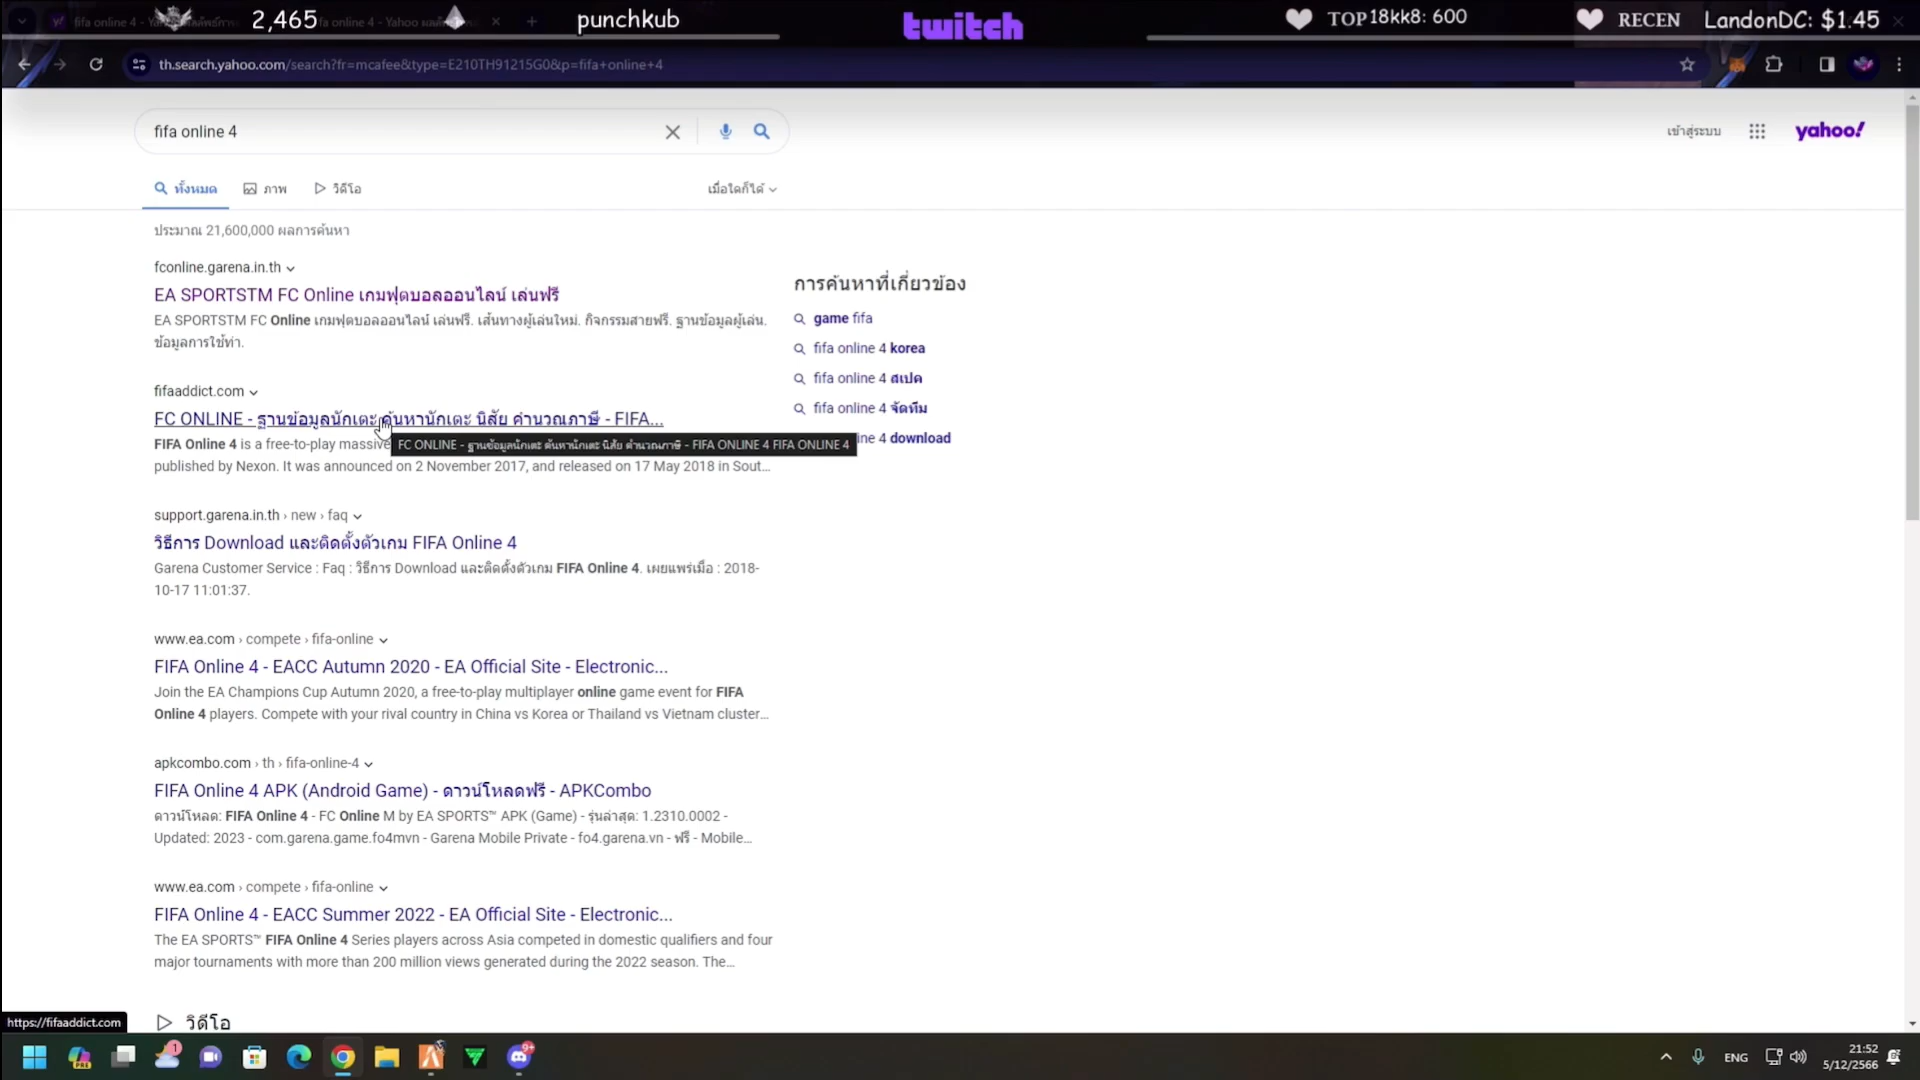 2,465
punchkub
twitch
TOP 18kk8: 600
RECEN
LandonDC: $1.45
th.search.yahoo.com/search?fr=mcafee&type=E210TH91215G0&p=fifa+online+4
fifa online 4
เข้าสู่ระบบ
yahoo!
ทั้งหมด
ภาพ
วิดีโอ
เมื่อใดก็ได้
ประมาณ 21,600,000 ผลการค้นหา
fconline.garena.in.th
EA SPORTSTM FC Online เกมฟุตบอลออนไลน์ เล่นฟรี
EA SPORTSTM FC Online เกมฟุตบอลออนไลน์ เล่นฟรี. เส้นทางผู้เล่นใหม่. กิจกรรมสายฟรี. ฐานข้อมูลผู้เล่น.
ข้อมูลการใช้ท่า.
fifaaddict.com
FC ONLINE - ฐานข้อมูลนักเตะ ค้นหานักเตะ นิสัย คำนวณภาษี - FIFA...
FIFA Online 4 is a free-to-play massive
FC ONLINE - ฐานข้อมูลนักเตะ ค้นหานักเตะ นิสัย คำนวณภาษี - FIFA ONLINE 4 FIFA ONLINE 4
published by Nexon. It was announced on 2 November 2017, and released on 17 May 2018 in Sout...
support.garena.in.th › new › faq
วิธีการ Download และติดตั้งตัวเกม FIFA Online 4
Garena Customer Service : Faq : วิธีการ Download และติดตั้งตัวเกม FIFA Online 4. เผยแพร่เมื่อ : 2018-
10-17 11:01:37.
www.ea.com › compete › fifa-online
FIFA Online 4 - EACC Autumn 2020 - EA Official Site - Electronic...
Join the EA Champions Cup Autumn 2020, a free-to-play multiplayer online game event for FIFA
Online 4 players. Compete with your rival country in China vs Korea or Thailand vs Vietnam cluster...
apkcombo.com › th › fifa-online-4
FIFA Online 4 APK (Android Game) - ดาวน์โหลดฟรี - APKCombo
ดาวน์โหลด: FIFA Online 4 - FC Online M by EA SPORTS™ APK (Game) - รุ่นล่าสุด: 1.2310.0002 -
Updated: 2023 - com.garena.game.fo4mvn - Garena Mobile Private - fo4.garena.vn - ฟรี - Mobile...
www.ea.com › compete › fifa-online
FIFA Online 4 - EACC Summer 2022 - EA Official Site - Electronic...
The EA SPORTS™ FIFA Online 4 Series players across Asia competed in domestic qualifiers and four
major tournaments with more than 200 million views generated during the 2022 season. The...
วิดีโอ
การค้นหาที่เกี่ยวข้อง
game fifa
fifa online 4 korea
fifa online 4 สเปค
fifa online 4 จัดทีม
ine 4 download
https://fifaaddict.com
ENG
21:52
5/12/2566